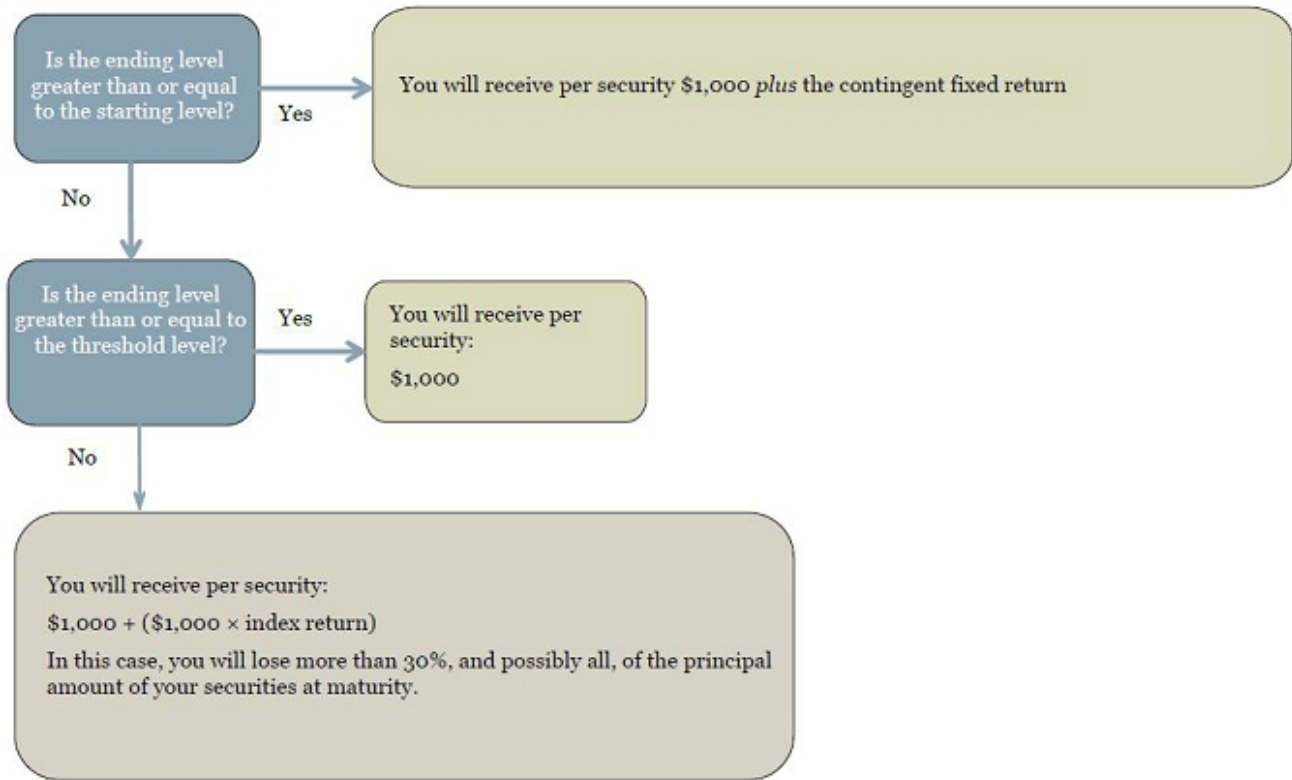 Is the ending level
greater than or equal
to the starting level?
Yes
You will receive per security $1,000 plus the contingent fixed return
No
Is the ending level
greater than or equal to
the threshold level?
Yes
You will receive per
security:
$1,000
No
You will receive per security:
$1,000 + ($1,000 × index return)
In this case, you will lose more than 30%, and possibly all, of the principal
amount of your securities at maturity.